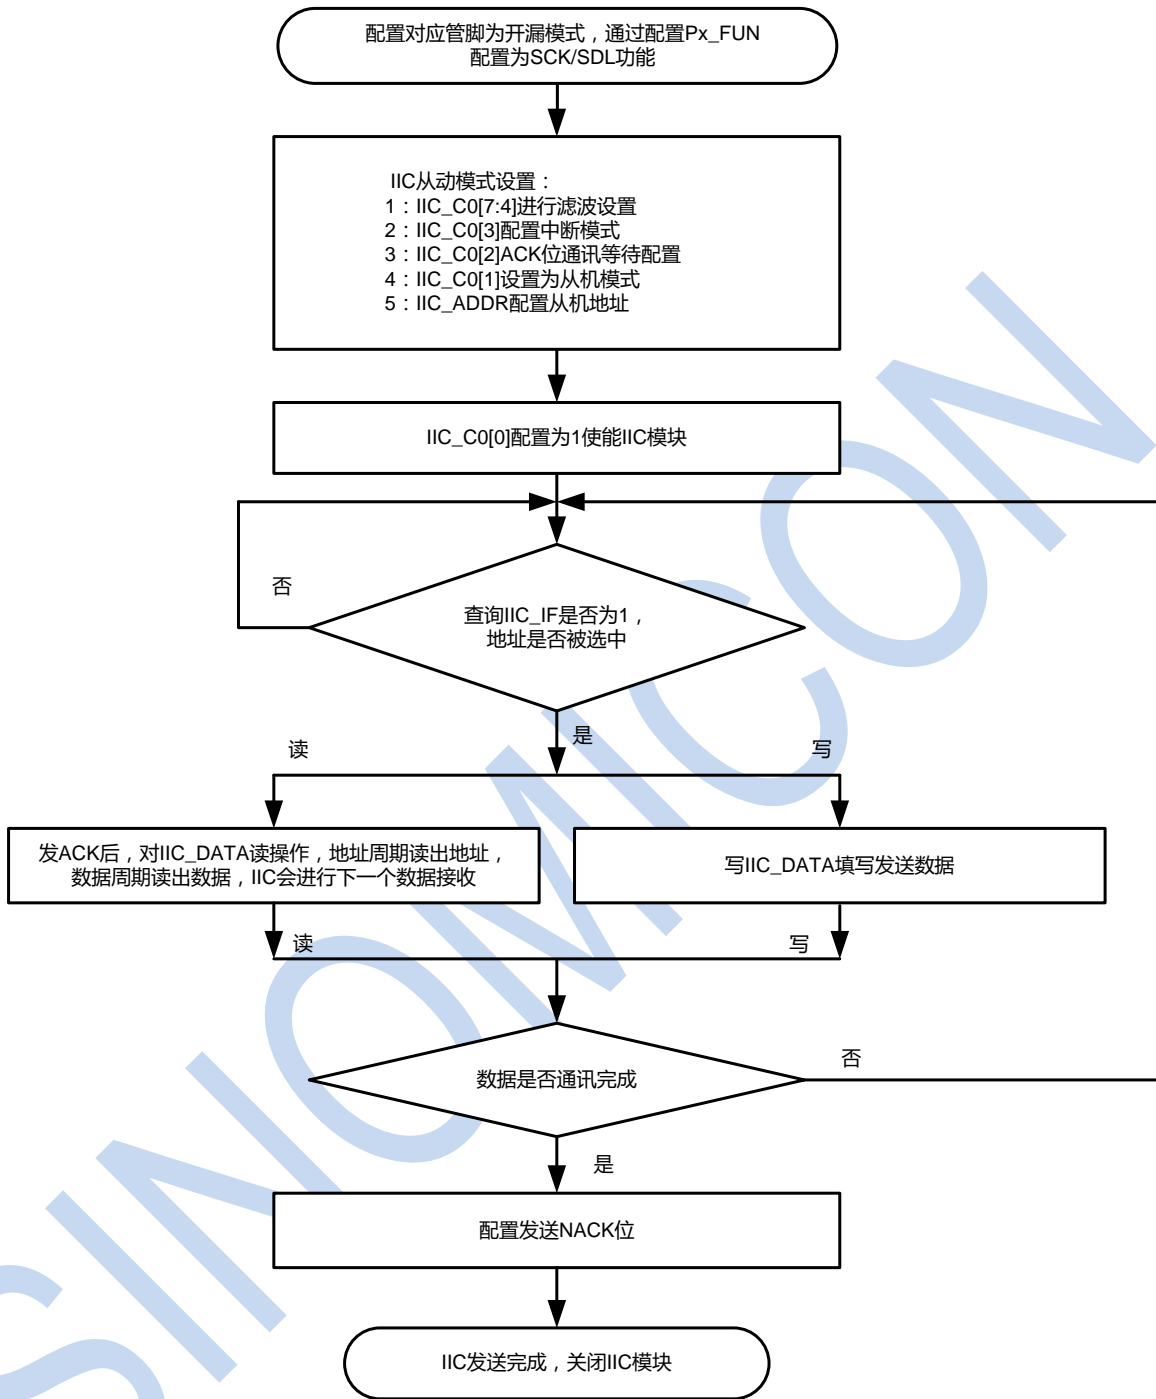 配置对应管脚为开漏模式，通过配置Px_FUN
配置为SCK/SDL功能
IIC从动模式设置：
1：IIC_C0[7:4]进行滤波设置
2：IIC_C0[3]配置中断模式
3：IIC_C0[2]ACK位通讯等待配置
4：IIC_C0[1]设置为从机模式
5：IIC_ADDR配置从机地址
IIC_C0[0]配置为1使能IIC模块
否
查询IIC_IF是否为1，
地址是否被选中
是
读
写
发ACK后，对IIC_DATA读操作，地址周期读出地址，
数据周期读出数据，IIC会进行下一个数据接收
写IIC_DATA填写发送数据
读
写
数据是否通讯完成
否
是
配置发送NACK位
IIC发送完成，关闭IIC模块
SINOMICON